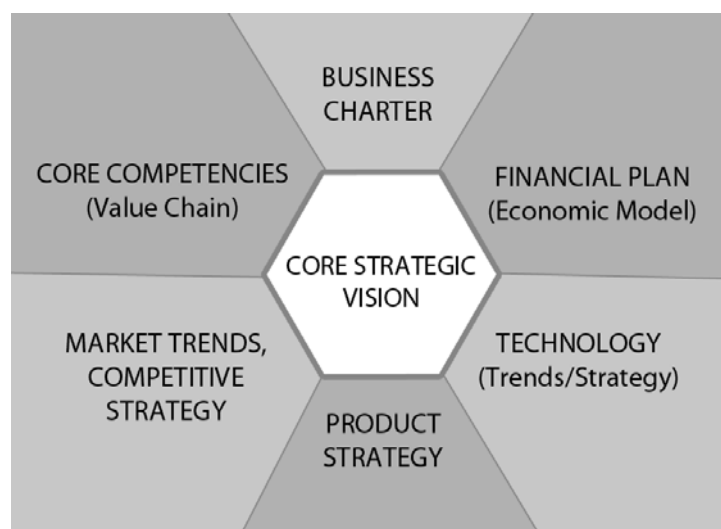 BUSINESS
CHARTER
CORE COMPETENCIES
(Value Chain)
FINANCIAL PLAN
(Economic Model)
CORE STRATEGIC
VISION
MARKET TRENDS,
COMPETITIVE
STRATEGY
TECHNOLOGY
(Trends/Strategy)
PRODUCT
STRATEGY